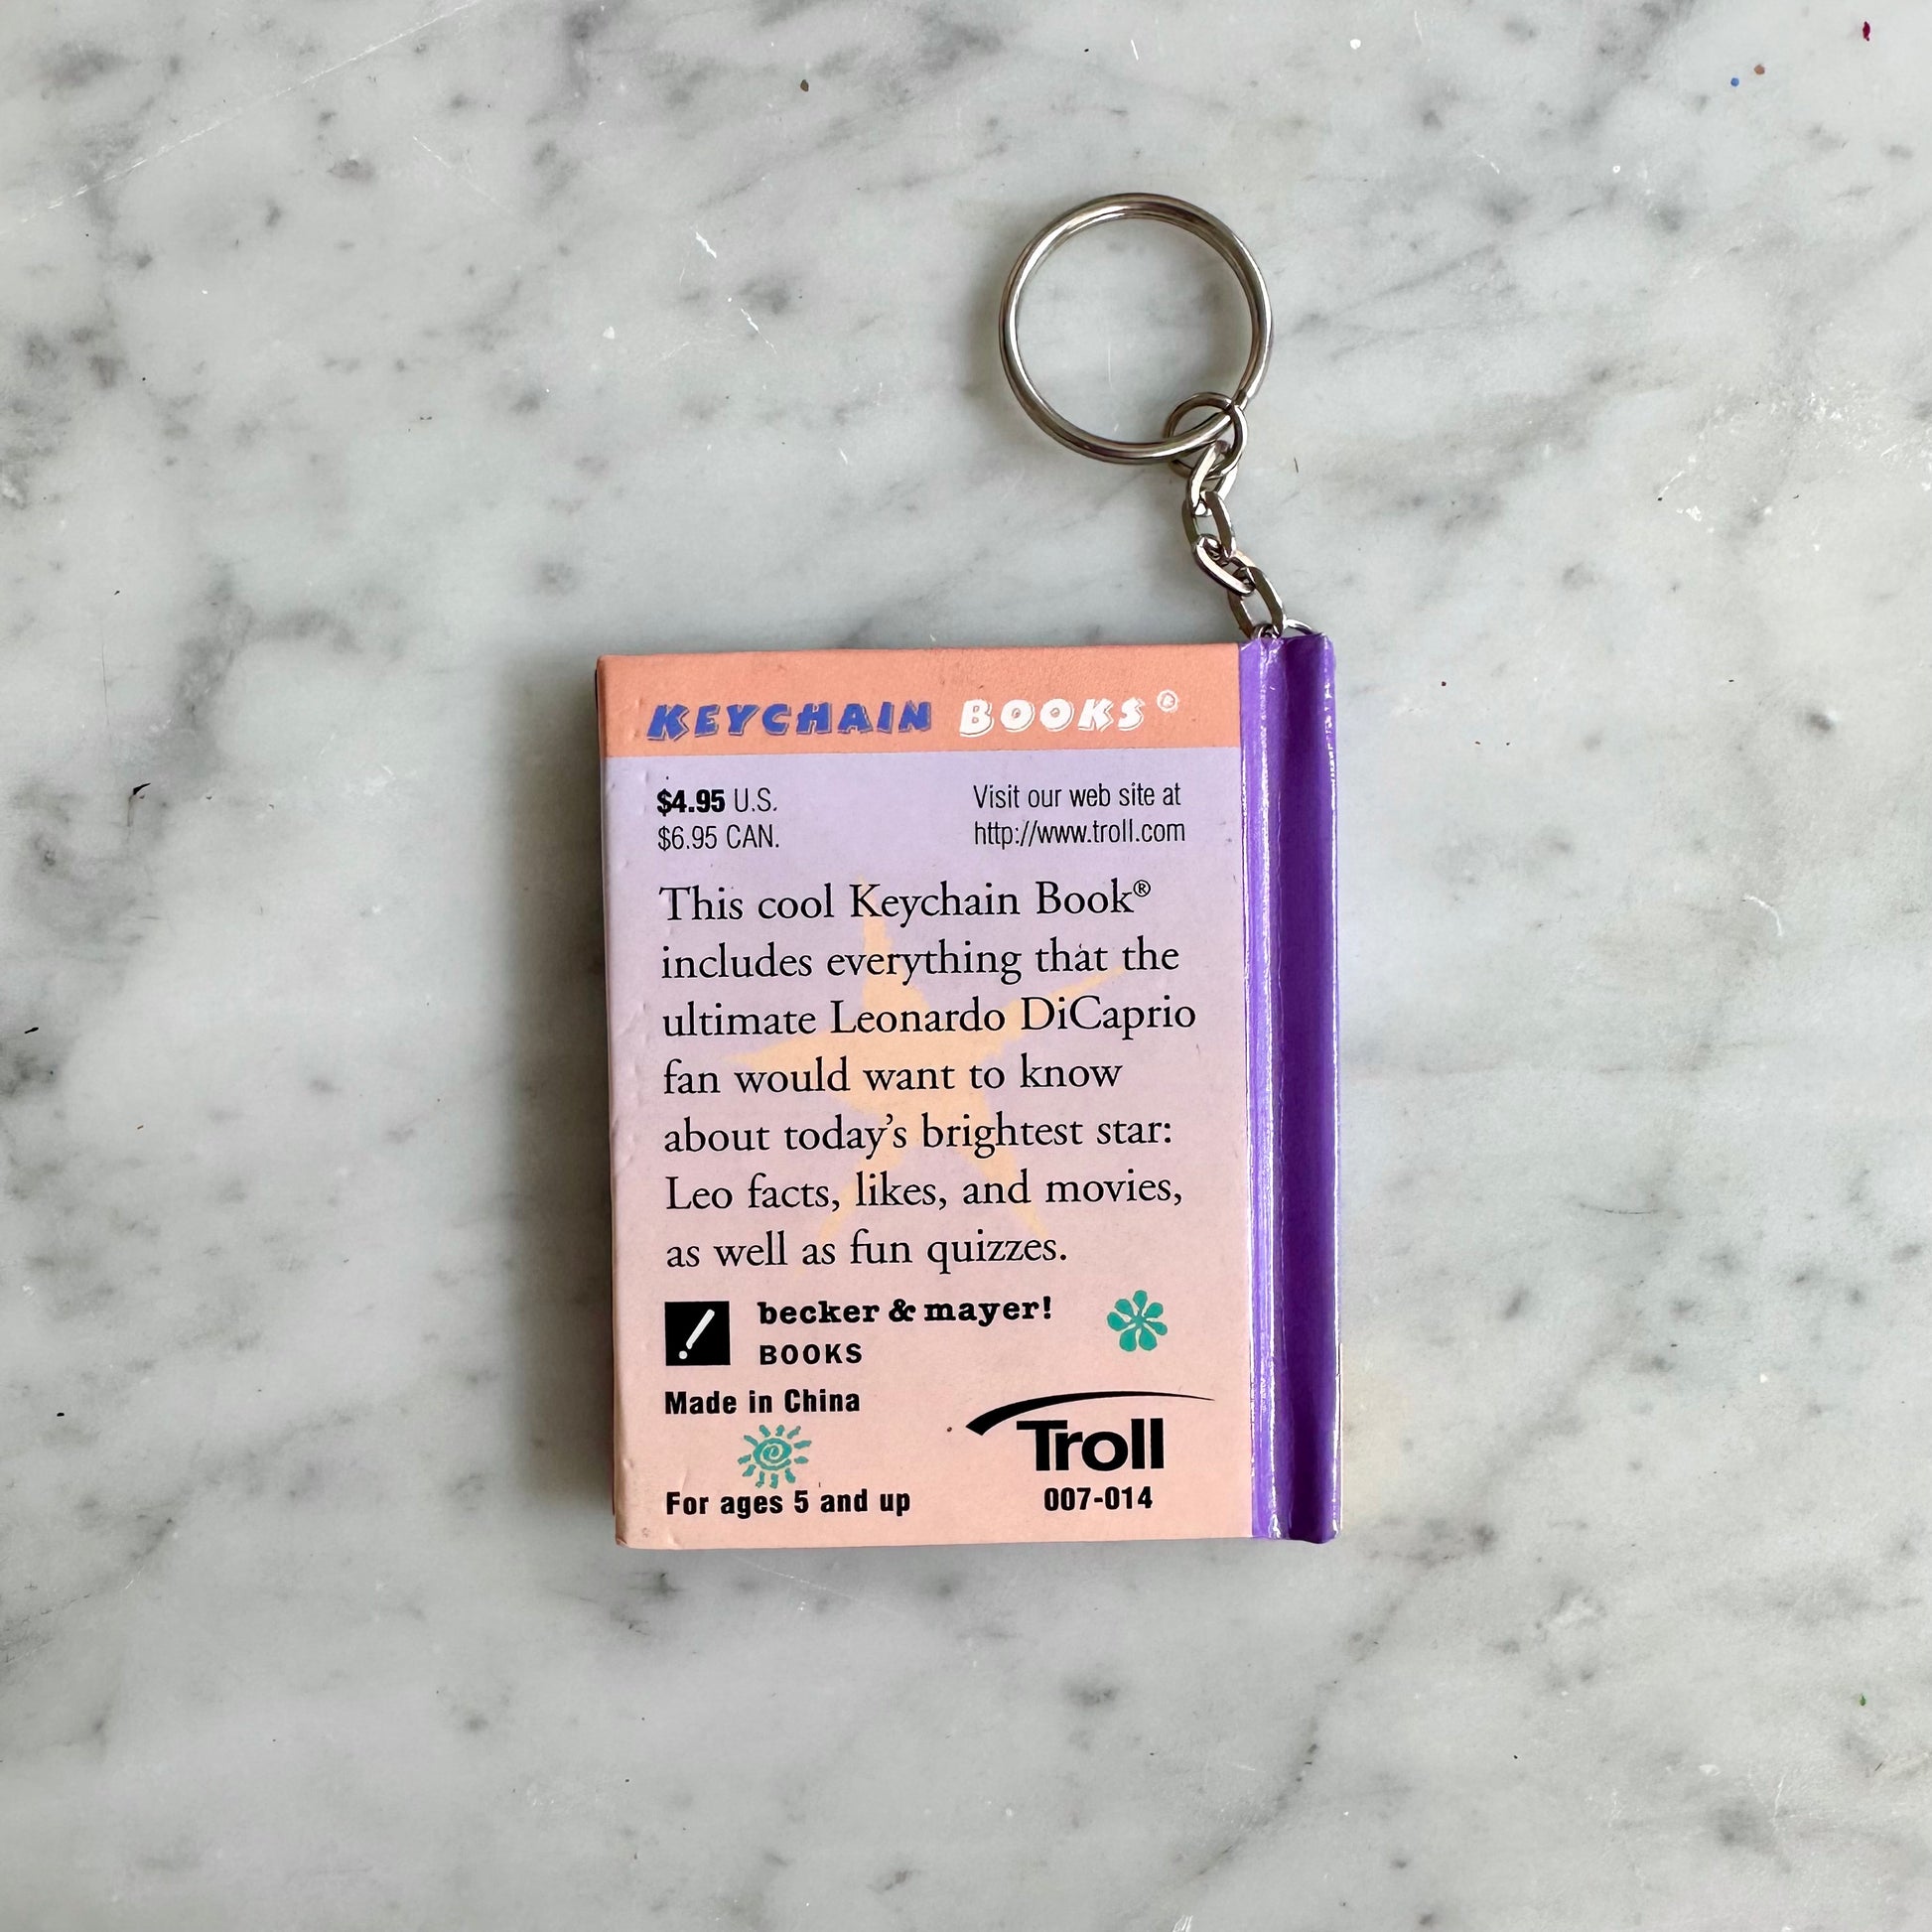 KEYCHAIN BOOKS®
$4.95 U.S.
$6.95 CAN.
Visit our web site at
http://www.troll.com
This cool Keychain Book®
includes everything that the
ultimate Leonardo DiCaprio
fan would want to know
about today's brightest star:
Leo facts, likes, and movies,
as well as fun quizzes.
becker & mayer!
BOOKS
Made in China
For ages 5 and up
Troll
007-014